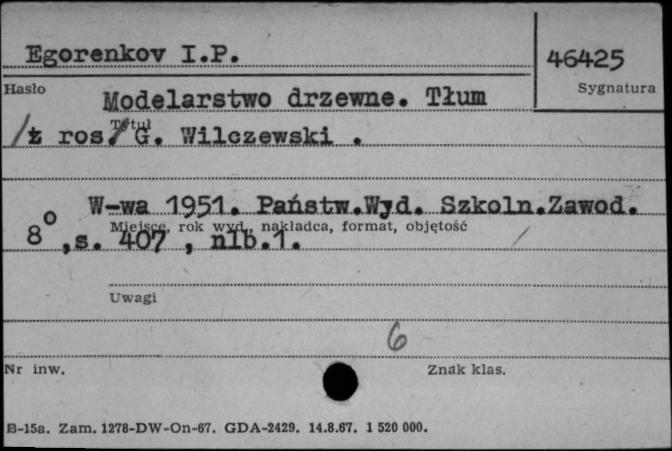 Egorenkov I.P.
46425
Hasło
Sygnatura
Modelarstwo drzewne. Tłum
Tytuł
/ż ros./ G. Wilczewski .
W-wa 1951. Państw.Wyd. Szkoln.Zawod.
Miejsce, rok wyd., nakładca, format, objętość
8° ,s. 407 , nlb.1.
Uwagi
6
Nr inw.
Znak klas.
B-15a. Zam. 1278-DW-On-67. GDA-2429. 14.8.67. 1 520 000.